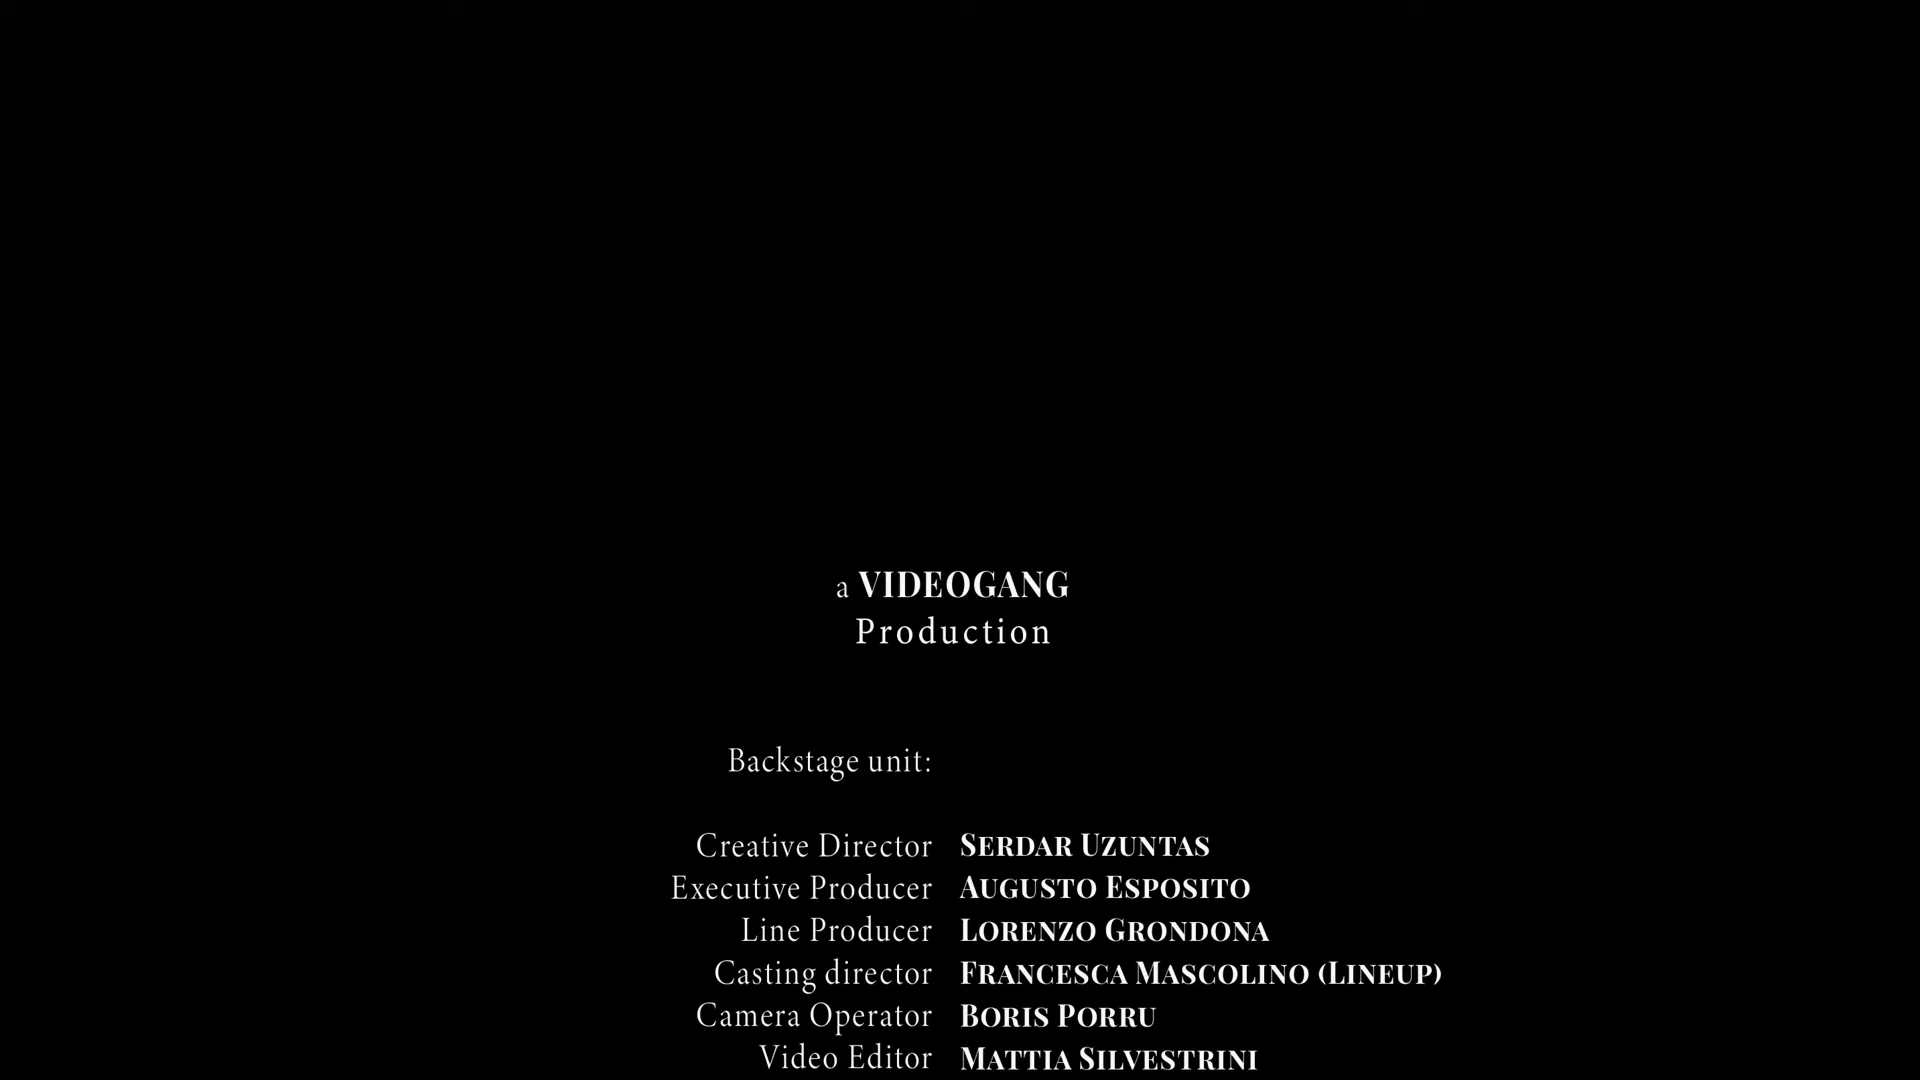 a VIDEOGANG
Production
Backstage unit:
Creative Director SERDAR UZUNTAS
Executive Producer AUGUSTO ESPOSITO
Line Producer LORENZO GRONDONA
Casting director FRANCESCA MASCOLINO (LINEUP)
Camera Operator BORIS PORRU
Video Editor MATTIA SILVESTRINI